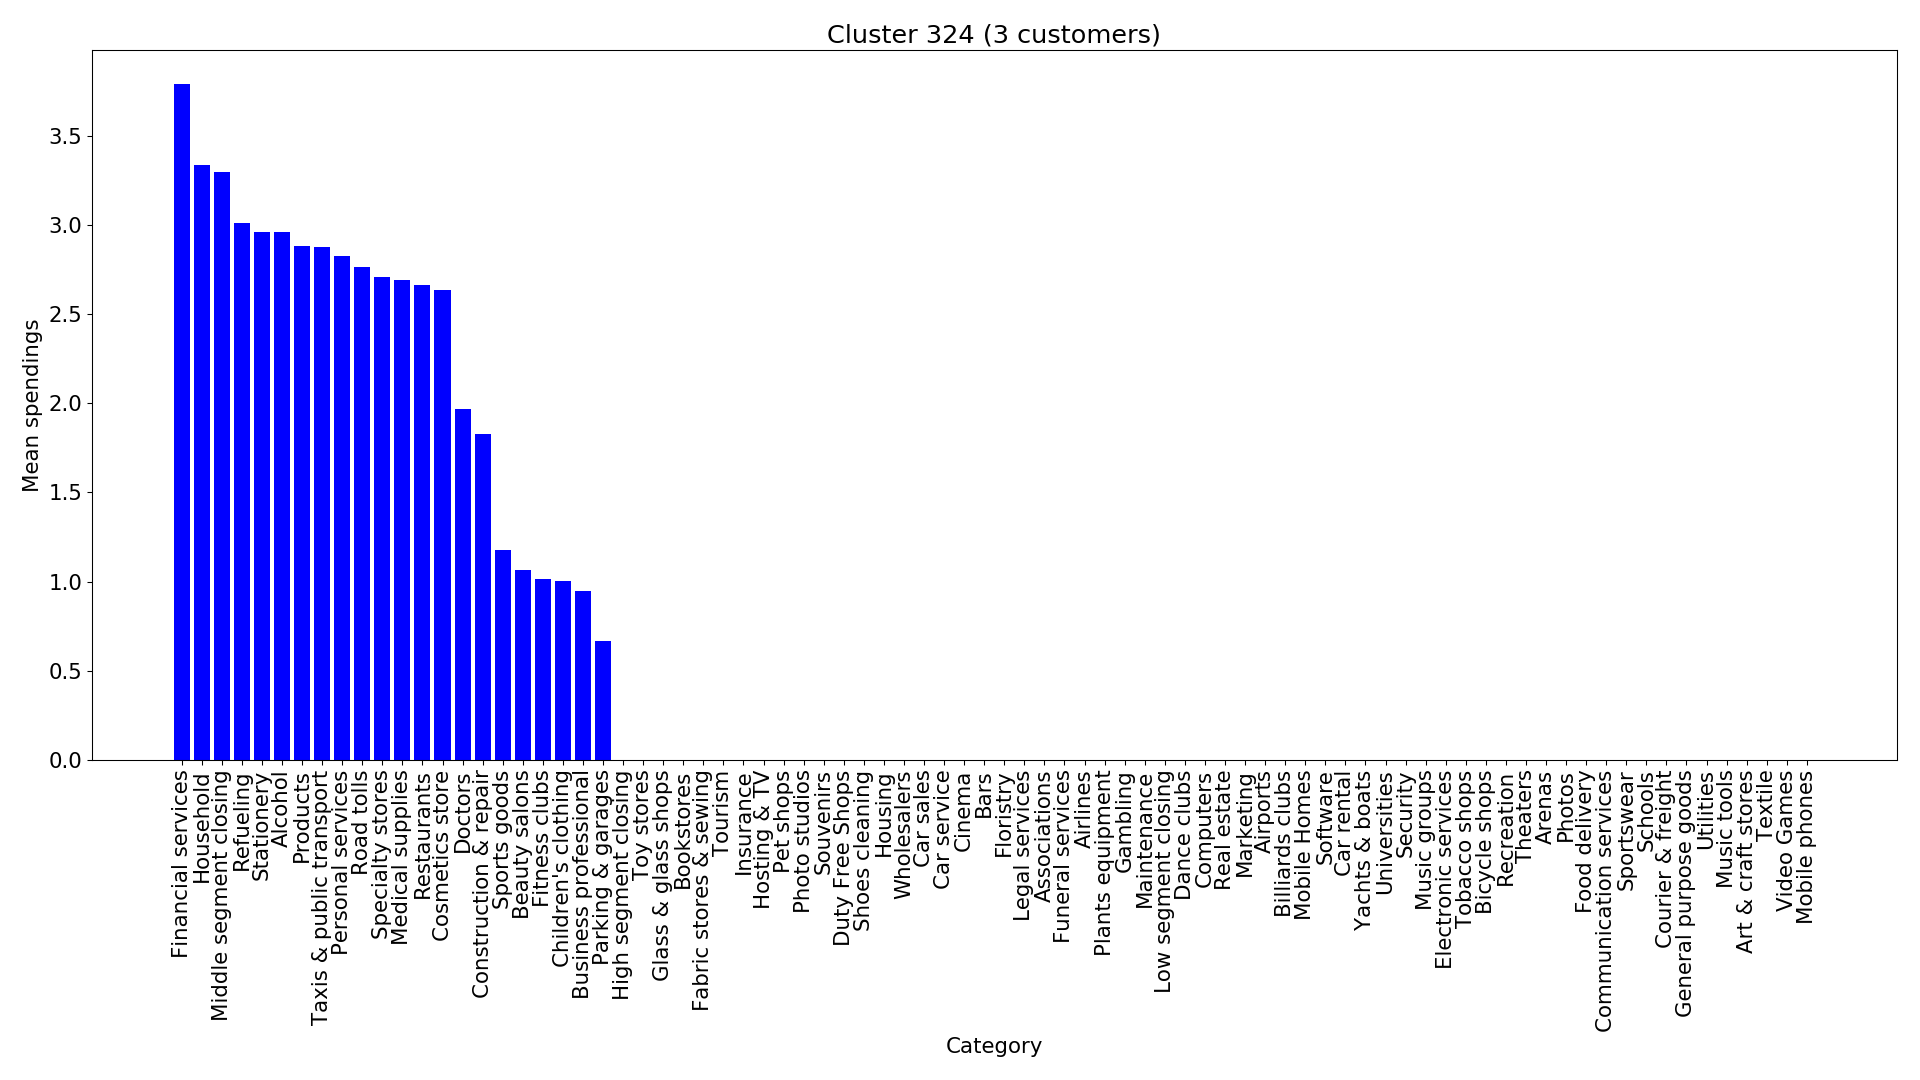 Cluster 324 (3 customers)
Mean spendings
3.5
3.0
2.5
2.0
1.5
1.0
0.5
0.0
Financial services
Household
Middle segment closing
Refueling
Stationery
Alcohol
Products
Taxis & public transport
Personal services
Road tolls
Specialty stores
Medical supplies
Restaurants
Cosmetics store
Doctors
Construction & repair
Sports goods
Beauty salons
Fitness clubs
Children's clothing
Business professional
Parking & garages
High segment closing
Toy stores
Glass & glass shops
Bookstores
Fabric stores & sewing
Tourism
Insurance
Hosting & TV
Pet shops
Photo studios
Souvenirs
Duty Free Shops
Shoes cleaning
Housing
Wholesalers
Car sales
Car service
Cinema
Bars
Floristry
Legal services
Associations
Funeral services
Airlines
Plants equipment
Gambling
Maintenance
Low segment closing
Dance clubs
Computers
Real estate
Marketing
Airports
Billiards clubs
Mobile Homes
Software
Car rental
Yachts & boats
Universities
Security
Music groups
Electronic services
Tobacco shops
Bicycle shops
Recreation
Theaters
Arenas
Photos
Food delivery
Communication services
Sportswear
Schools
Courier & freight
General purpose goods
Utilities
Music tools
Art & craft stores
Textile
Video Games
Mobile phones
Category